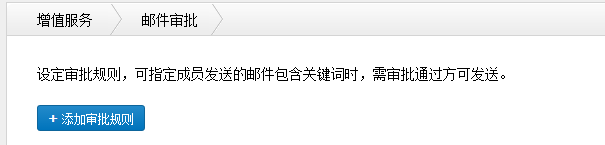 增值服务 邮件审批
设定审批规则，可指定成员发送的邮件包含关键词时，需审批通过方可发送。
+ 添加审批规则